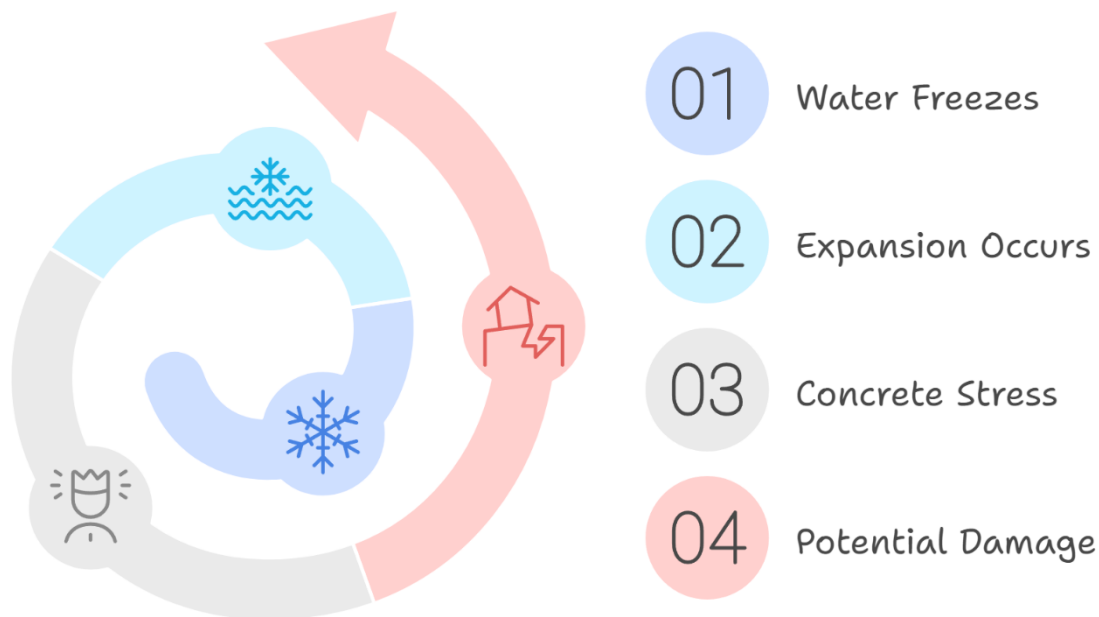 01 Water Freezes
02 Expansion Occurs
03 Concrete Stress
04 Potential Damage